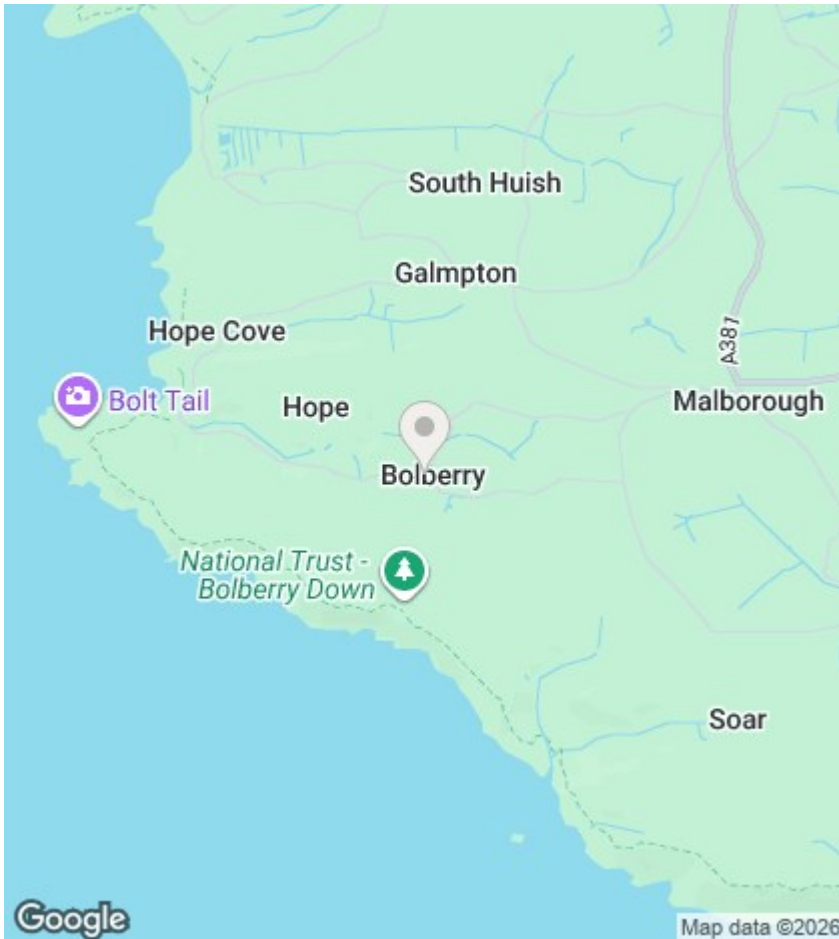 South Huish
Galmpton
Hope Cove
A381
Bolt Tail
Hope
Malborough
Bolberry
National Trust -
Bolberry Down
Soar
Google
Map data ©2026